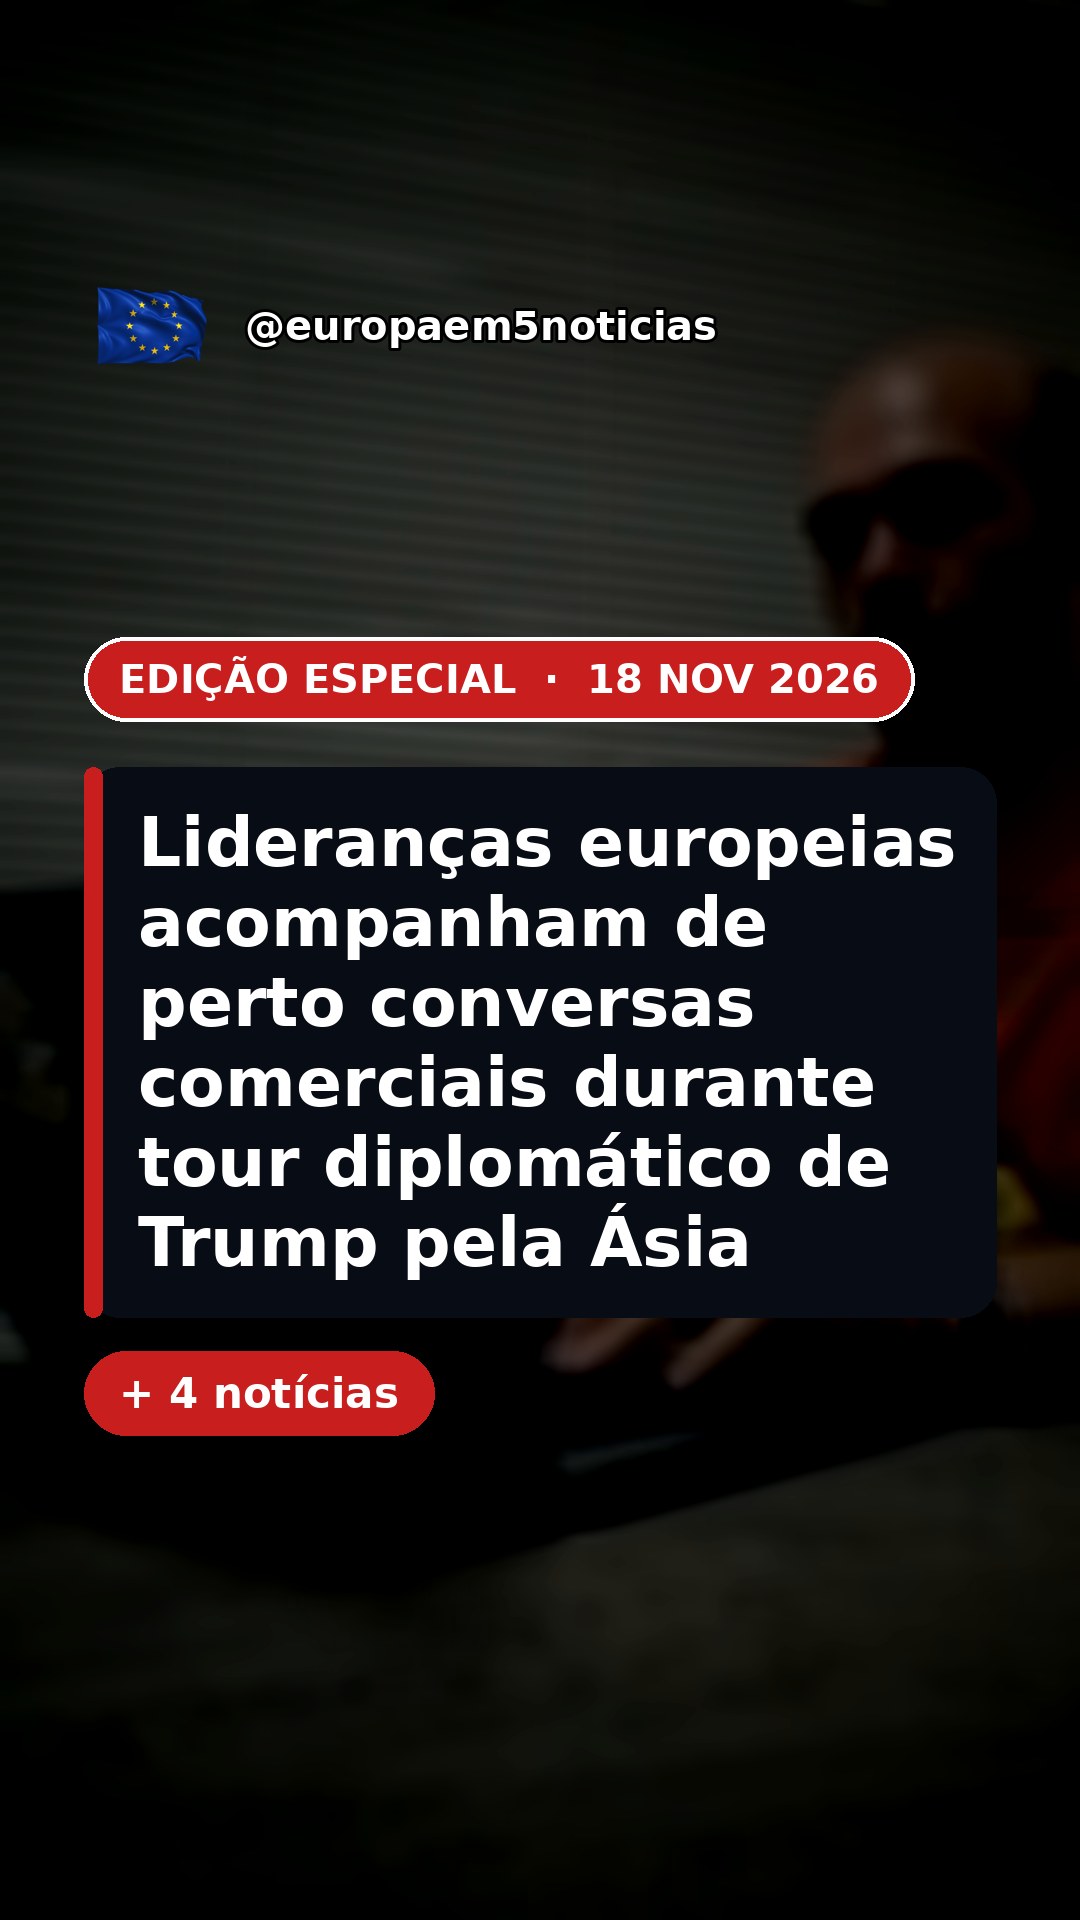 @europaem5noticias
EDIÇÃO ESPECIAL · 18 NOV 2026
Lideranças europeias
acompanham de
perto conversas
comerciais durante
tour diplomático de
Trump pela Ásia
+ 4 notícias